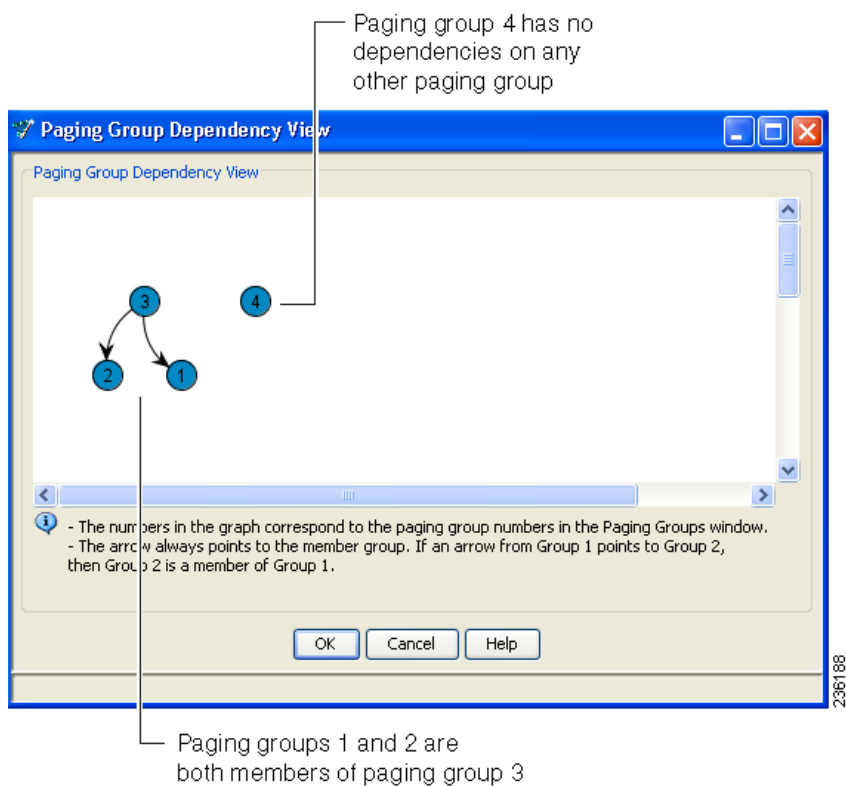 Paging group 4 has no
dependencies on any
other paging group
Paging Group Dependency View
Paging Group Dependency View
3
4
2
1
- The numbers in the graph correspond to the paging group numbers in the Paging Groups window.
- The arrow always points to the member group. If an arrow from Group 1 points to Group 2,
then Group 2 is a member of Group 1.
OK
Cancel
Help
236188
Paging groups 1 and 2 are
both members of paging group 3